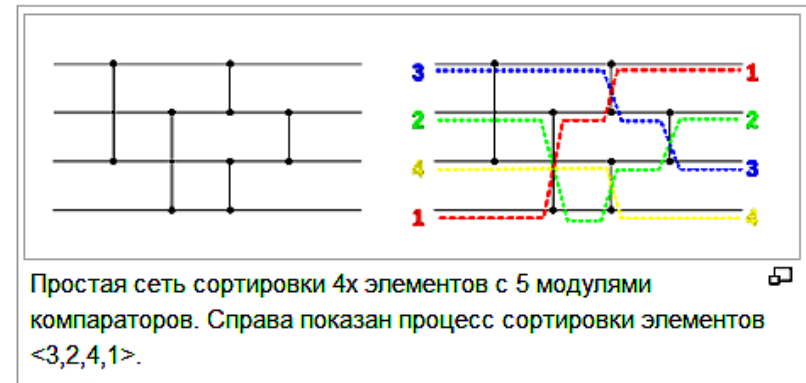 3 1
2 2
4 3
1 4
Простая сеть сортировки 4х элементов с 5 модулями
компараторов. Справа показан процесс сортировки элементов
<3,2,4,1>.